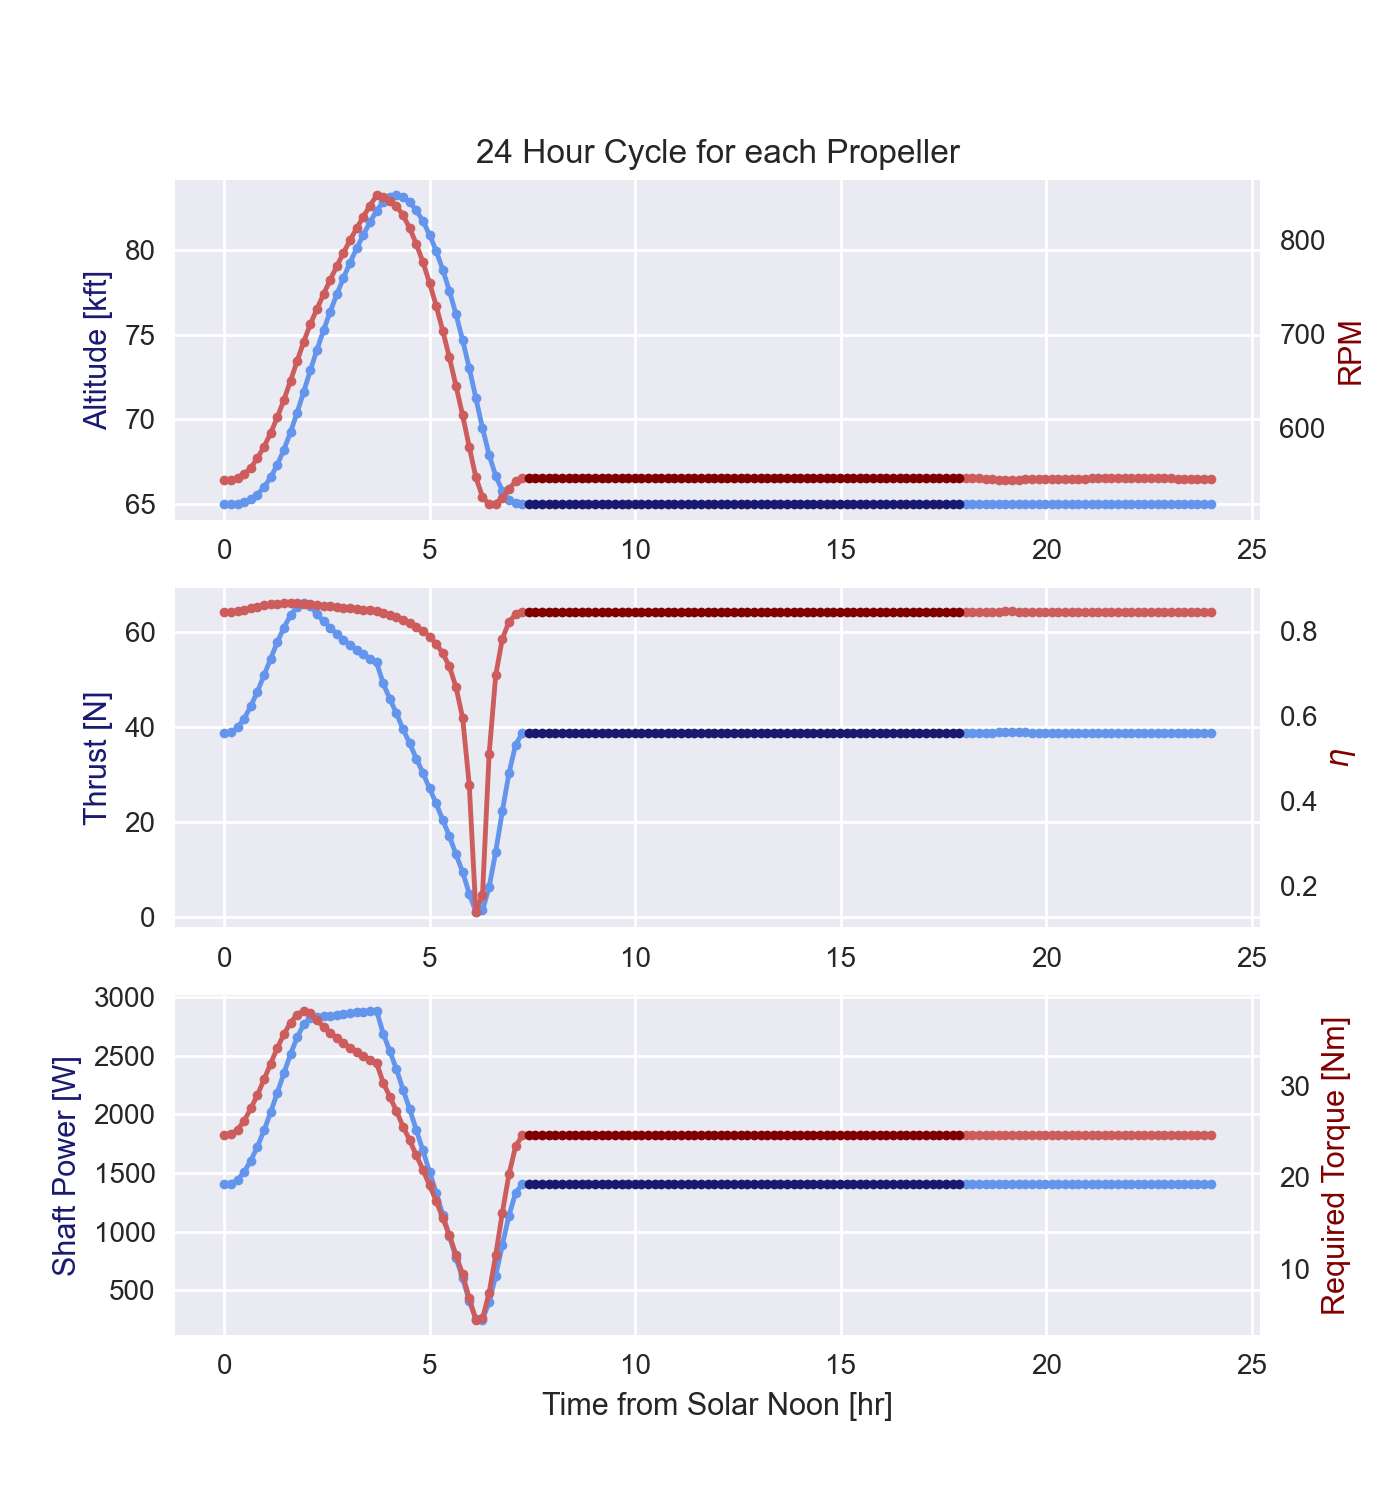 24 Hour Cycle for each Propeller
Altitude [kft]
80
75
70
65
800
700
600
RPM
0 5 10 15 20 25
Thrust [N]
60
40
20
0
0.8
0.6
0.4
0.2
η
0 5 10 15 20 25
Shaft Power [W]
3000
2500
2000
1500
1000
500
30
20
10
Required Torque [Nm]
0 5 10 15 20 25
Time from Solar Noon [hr]